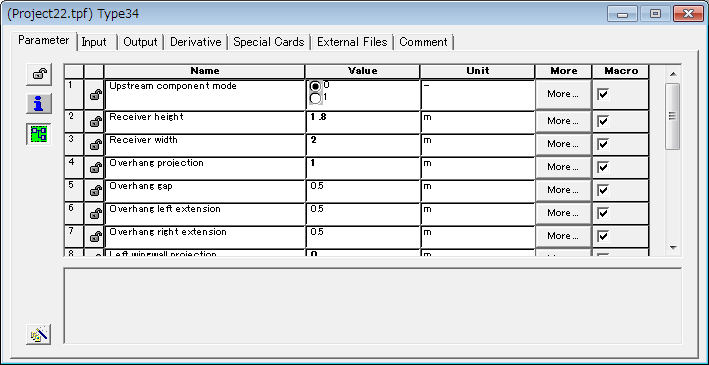 (Project22.tpf) Type34
Parameter Input Output Derivative Special Cards External Files Comment
Name Value Unit More Macro
1 Upstream component mode 0 - More...
1
2 Receiver height 1.8 m More...
3 Receiver width 2 m More...
4 Overhang projection 1 m More...
5 Overhang gap 0.5 m More...
6 Overhang left extension 0.5 m More...
7 Overhang right extension 0.5 m More...
8 Left wingwall projection 0 m